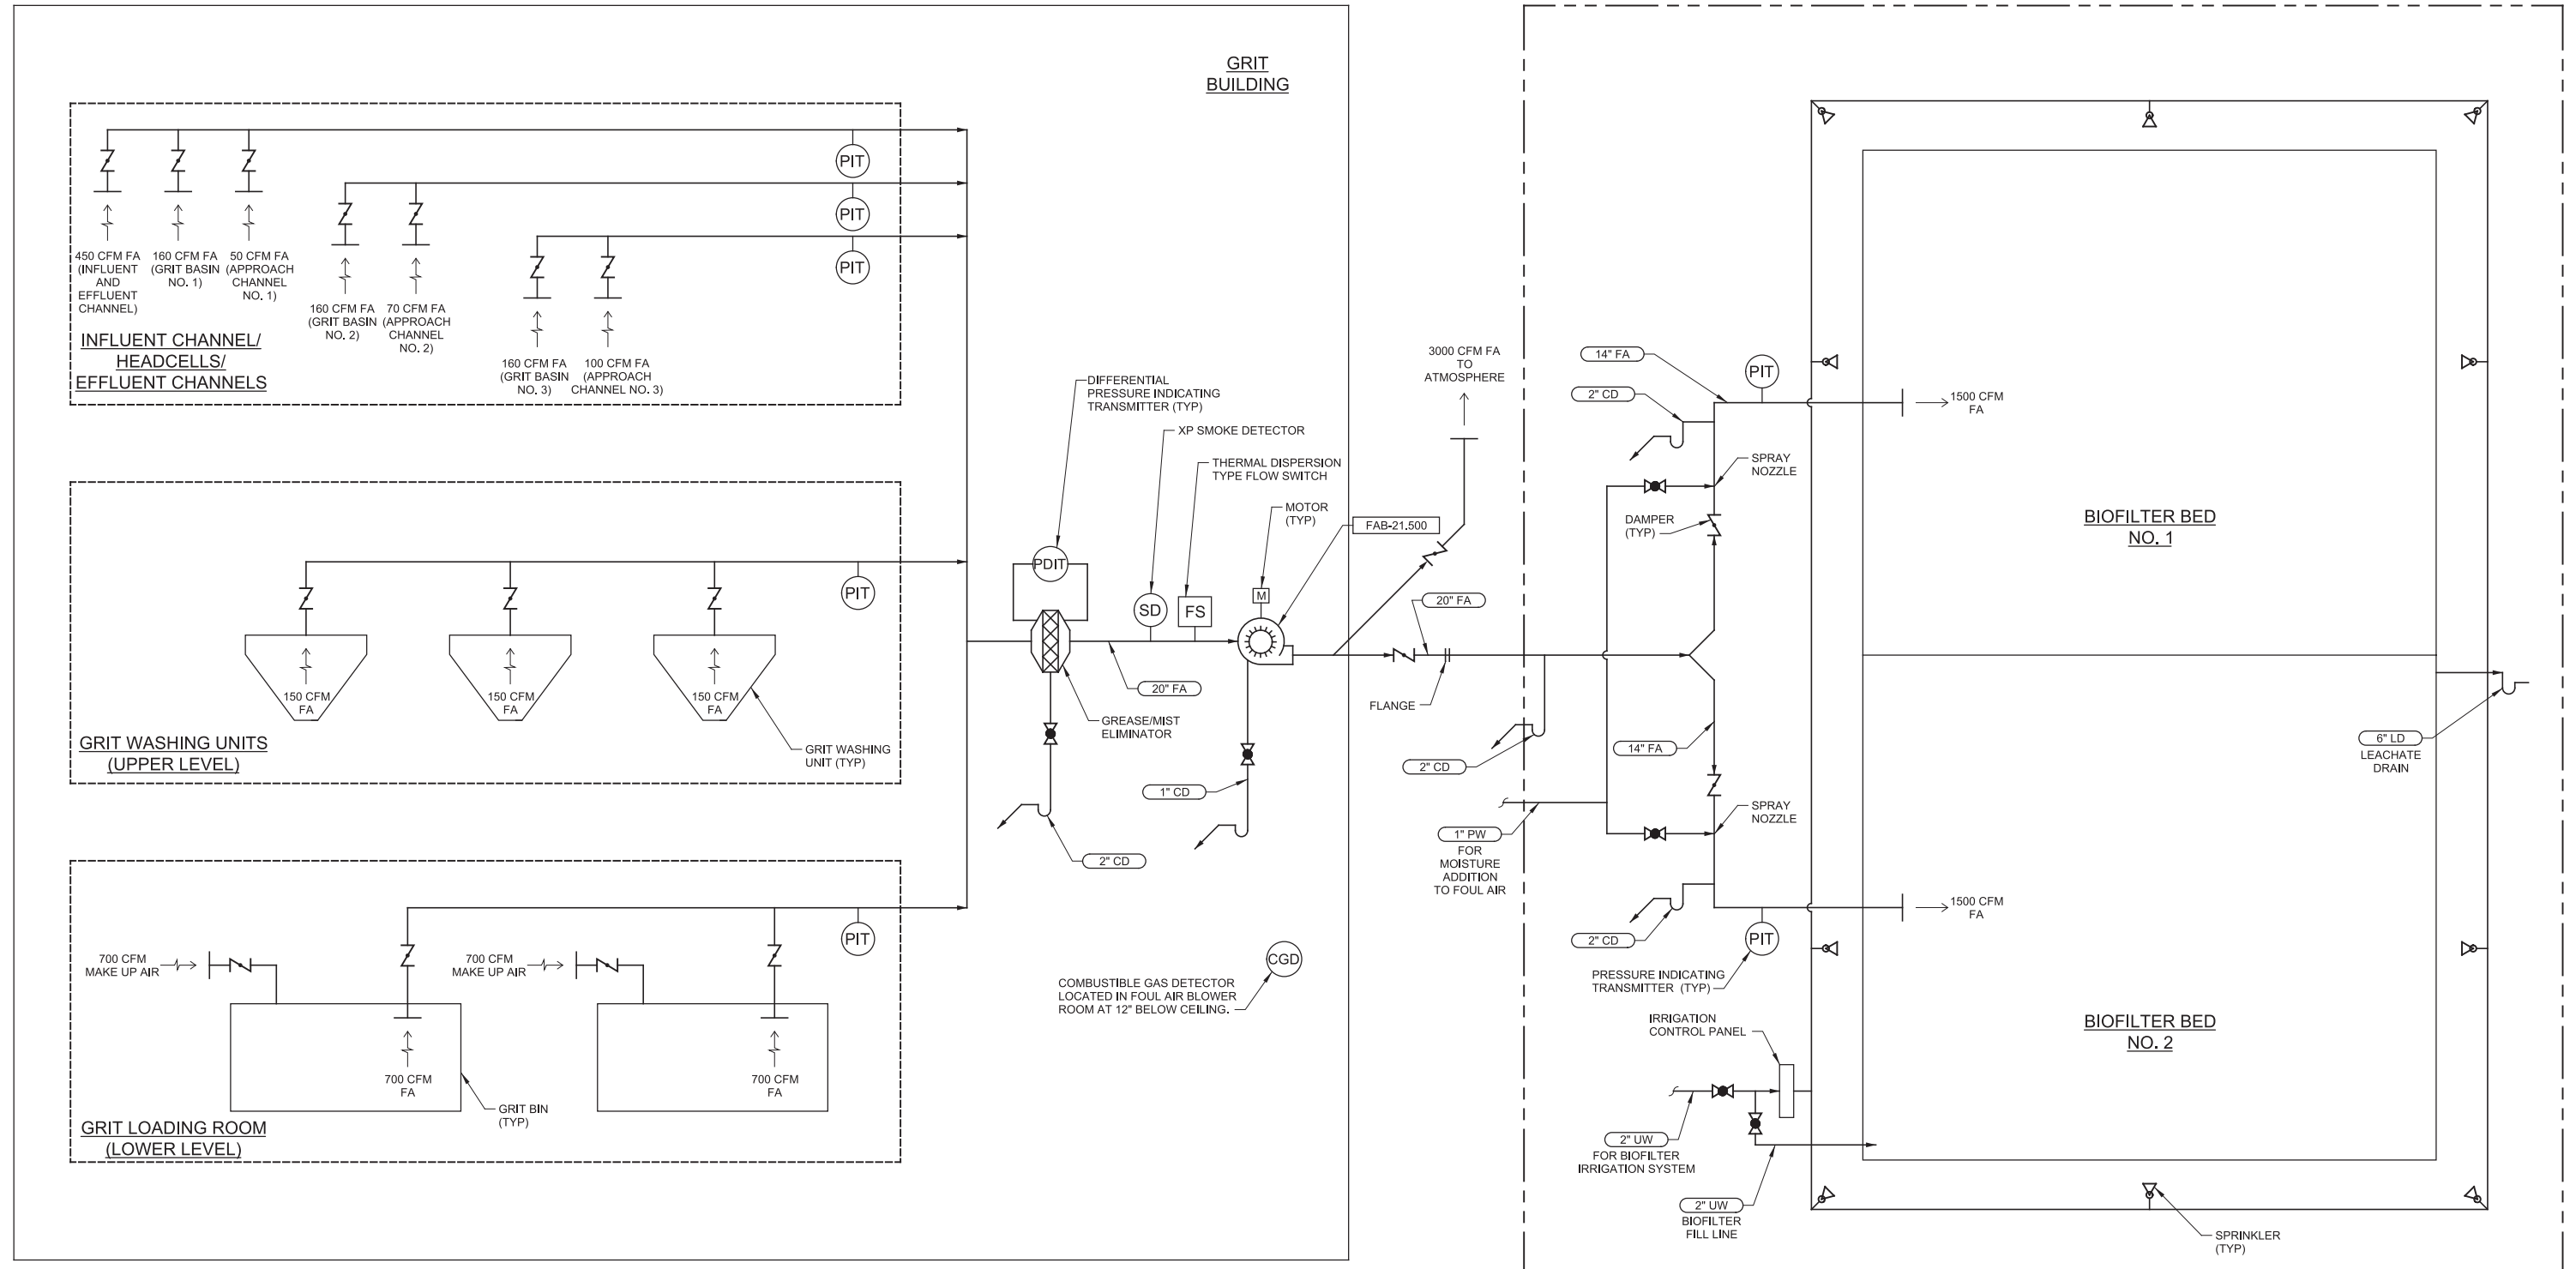 GRIT
BUILDING
PIT
PIT
PIT
450 CFM FA
(INFLUENT
AND
EFFLUENT
CHANNEL)
160 CFM FA
(GRIT BASIN
NO. 1)
50 CFM FA
(APPROACH
CHANNEL
NO. 1)
160 CFM FA
(GRIT BASIN
NO. 2)
70 CFM FA
(APPROACH
CHANNEL
NO. 2)
160 CFM FA
(GRIT BASIN
NO. 3)
100 CFM FA
(APPROACH
CHANNEL NO. 3)
INFLUENT CHANNEL/
HEADCELLS/
EFFLUENT CHANNELS
PIT
150 CFM
FA
150 CFM
FA
150 CFM
FA
GRIT WASHING
UNIT (TYP)
GRIT WASHING UNITS
(UPPER LEVEL)
PIT
700 CFM
MAKE UP AIR
700 CFM
MAKE UP AIR
700 CFM
FA
700 CFM
FA
GRIT BIN
(TYP)
GRIT LOADING ROOM
(LOWER LEVEL)
DIFFERENTIAL
PRESSURE INDICATING
TRANSMITTER (TYP)
XP SMOKE DETECTOR
THERMAL DISPERSION
TYPE FLOW SWITCH
MOTOR
(TYP)
FAB-21.500
PDIT
SD
FS
M
20" FA
GREASE/MIST
ELIMINATOR
1" CD
2" CD
CGD
COMBUSTIBLE GAS DETECTOR
LOCATED IN FOUL AIR BLOWER
ROOM AT 12" BELOW CEILING.
3000 CFM FA
TO
ATMOSPHERE
20" FA
FLANGE
2" CD
1" PW
FOR
MOISTURE
ADDITION
TO FOUL AIR
14" FA
2" CD
PIT
1500 CFM
FA
SPRAY
NOZZLE
DAMPER
(TYP)
14" FA
SPRAY
NOZZLE
2" CD
PIT
1500 CFM
FA
PRESSURE INDICATING
TRANSMITTER (TYP)
IRRIGATION
CONTROL PANEL
2" UW
FOR BIOFILTER
IRRIGATION SYSTEM
2" UW
BIOFILTER
FILL LINE
BIOFILTER BED
NO. 1
BIOFILTER BED
NO. 2
6" LD
LEACHATE
DRAIN
SPRINKLER
(TYP)